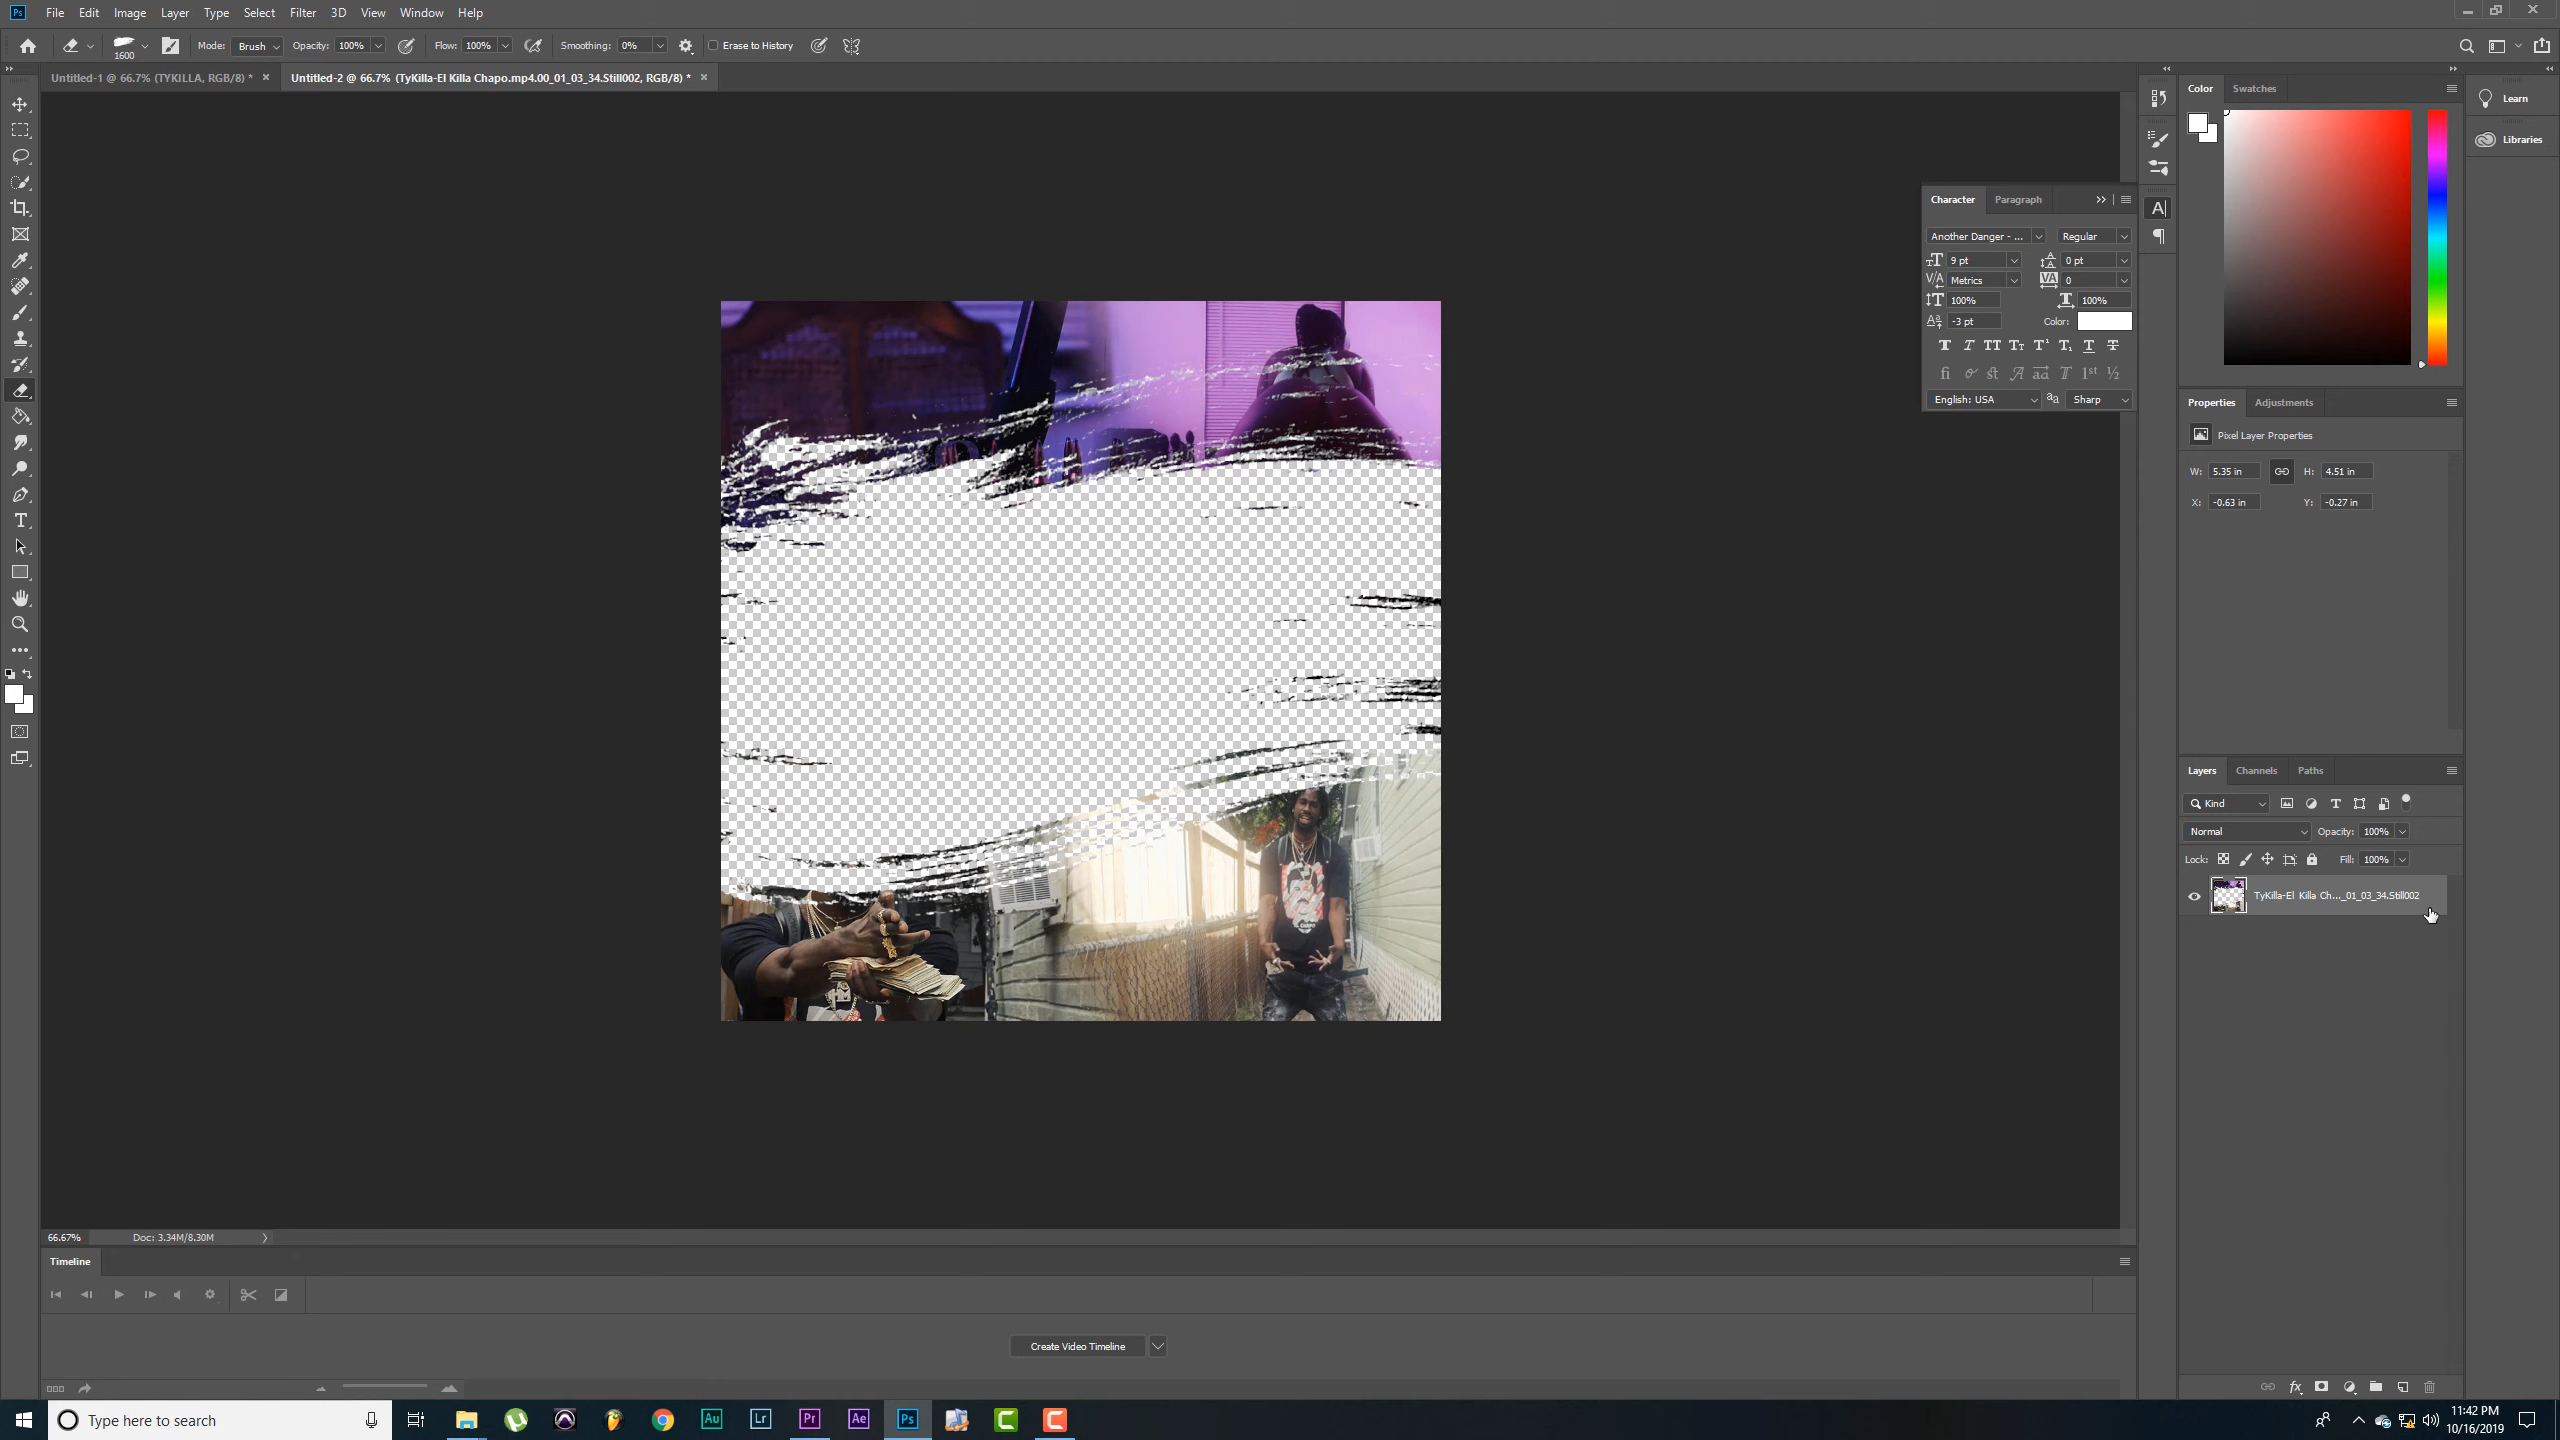 Ps File Edit Image Layer Type Select Filter 3D View Window Help
1600 Mode: Brush Opacity: 100% Flow: 100% Smoothing: 0% Erase to History
Untitled-1 @ 66.7% (TYKILLA, RGB/8) * × Untitled-2 @ 66.7% (TyKilla-El Killa Chapo.mp4.00_01_03_34.Still002, RGB/8) * ×
Color Swatches
Learn
Libraries
Character Paragraph
Another Danger - ... Regular
9 pt 0 pt
Metrics 0
100% 100%
-3 pt Color:
English: USA Sharp
Properties Adjustments
Pixel Layer Properties
W: 5.35 in H: 4.51 in
X: -0.63 in Y: -0.27 in
Layers Channels Paths
Kind
Normal Opacity: 100%
Lock: Fill: 100%
TyKilla-El Killa Ch..._01_03_34.Still002
66.67% Doc: 3.34M/8.30M
Timeline
Create Video Timeline
Type here to search
Au Lr Pr Ae Ps
11:42 PM
10/16/2019